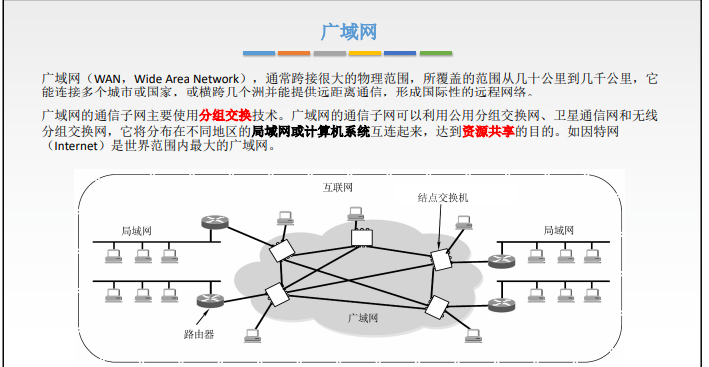 广域网
广域网（WAN，Wide Area Network），通常跨接很大的物理范围，所覆盖的范围从几十公里到几千公里，它
能连接多个城市或国家，或横跨几个洲并能提供远距离通信，形成国际性的远程网络。
广域网的通信子网主要使用分组交换技术。广域网的通信子网可以利用公用分组交换网、卫星通信网和无线
分组交换网，它将分布在不同地区的局域网或计算机系统互连起来，达到资源共享的目的。如因特网
（Internet）是世界范围内最大的广域网。
互联网
结点交换机
局域网
局域网
广域网
路由器